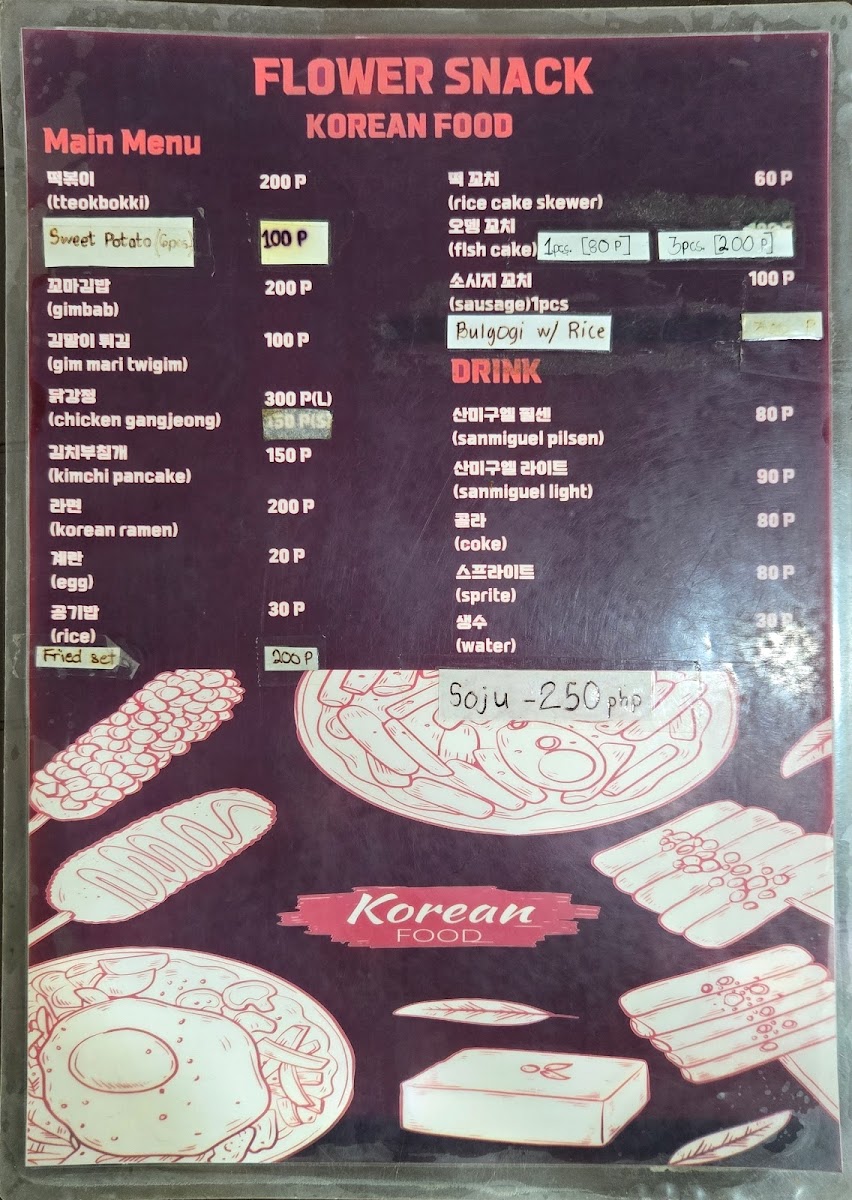 FLOWER SNACK
KOREAN FOOD
Main Menu
떡볶이 200 P
(tteokbokki)
Sweet Potato (6pcs) 100 P
꼬마김밥 200 P
(gimbab)
김말이 튀김 100 P
(gim mari twigim)
닭강정 300 P(L)
(chicken gangjeong) 150 P(S)
김치부침개 150 P
(kimchi pancake)
라면 200 P
(korean ramen)
계란 20 P
(egg)
공기밥 30 P
(rice)
Fried set 200 P
떡 꼬치 60 P
(rice cake skewer)
오뎅 꼬치
(fIsh cake) 1pcs. [80 P] 3pcs. [200 P]
소시지 꼬치 100 P
(sausage)1pcs
Bulgogi w/ Rice
DRINK
산미구엘 필센 80 P
(sanmiguel pilsen)
산미구엘 라이트 90 P
(sanmiguel light)
콜라 80 P
(coke)
스프라이트 80 P
(sprite)
생수 30 P
(water)
Soju - 250 php
Korean
FOOD